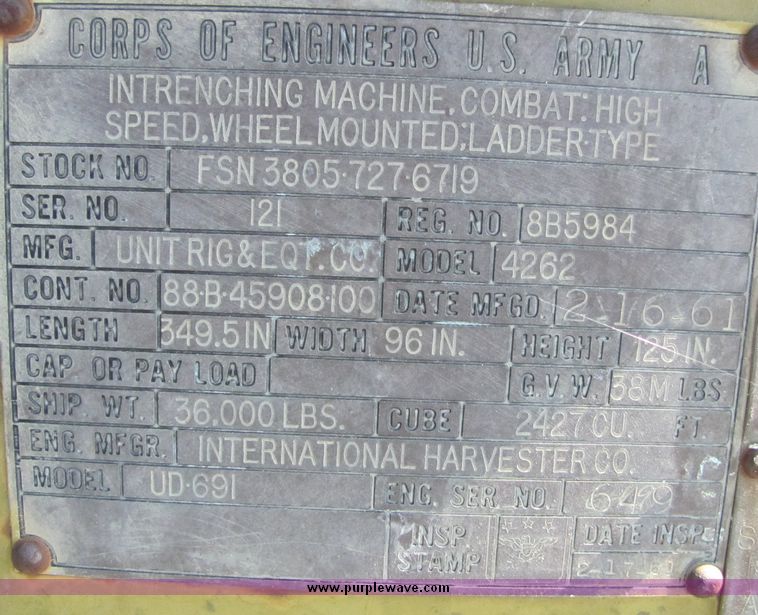 CORPS OF ENGINEERS U.S. ARMY A
INTRENCHING MACHINE, COMBAT: HIGH
SPEED, WHEEL MOUNTED; LADDER-TYPE
STOCK NO. FSN 3805-727-6719
SER. NO. 121 REG. NO. 8B5984
MFG. UNIT RIG & EQT. CO. MODEL 4262
CONT. NO. 88-B-45908-100 DATE MFGD. 2-16-61
LENGTH 349.5 IN WIDTH 96 IN. HEIGHT 125 IN.
CAP OR PAY LOAD G.V.W. 38M LBS
SHIP WT. 36.000 LBS. CUBE 2427 CU. FT.
ENG. MFGR. INTERNATIONAL HARVESTER CO.
MODEL UD-691 ENG. SER NO.
INSP STAMP DATE INSP
2-17-61
www.purplewave.com